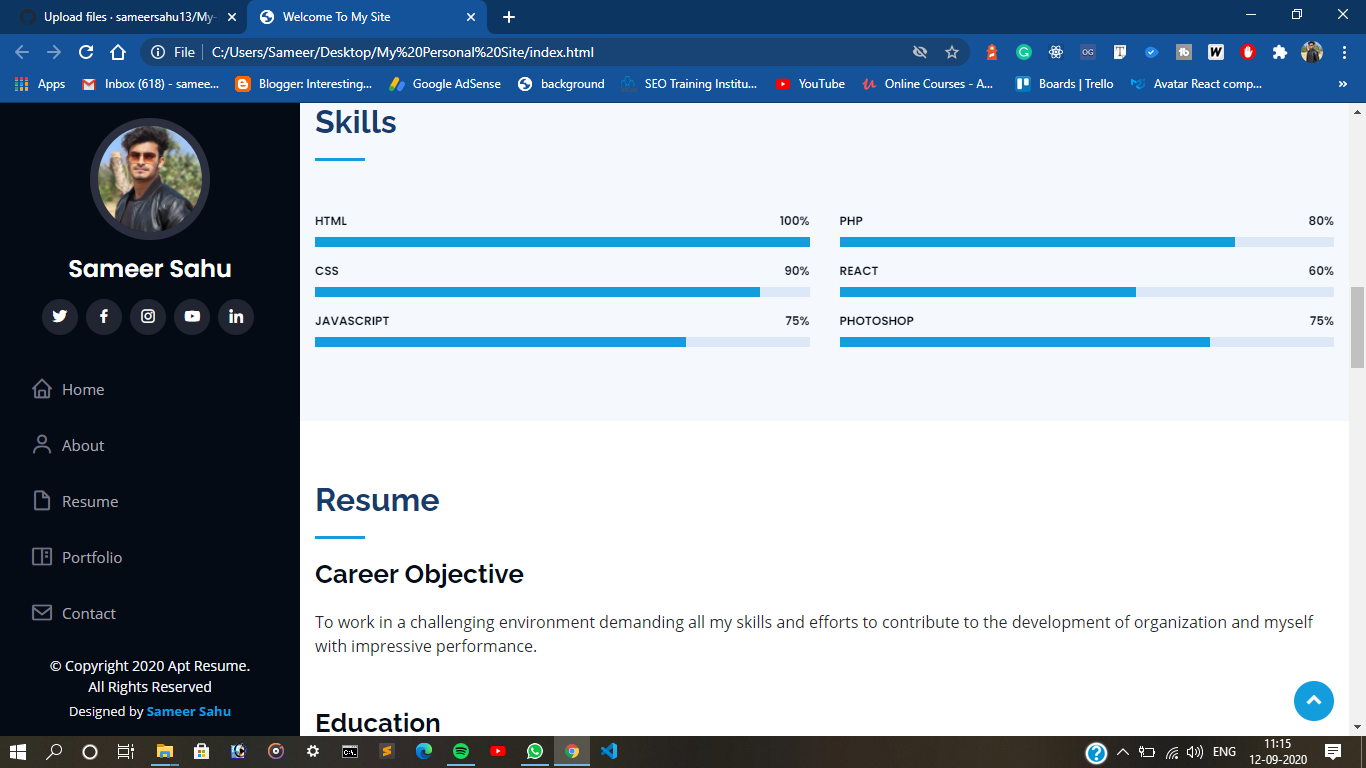 Upload files · sameersahu13/My-
Welcome To My Site
File
C:/Users/Sameer/Desktop/My%20Personal%20Site/index.html
Apps
Inbox (618) - samee...
Blogger: Interesting...
Google AdSense
background
SEO Training Institu...
YouTube
Online Courses - A...
Boards | Trello
Avatar React comp...
»
Sameer Sahu
Home
About
Resume
Portfolio
Contact
© Copyright 2020 Apt Resume.
All Rights Reserved
Designed by Sameer Sahu
Skills
HTML 100%
CSS 90%
JAVASCRIPT 75%
PHP 80%
REACT 60%
PHOTOSHOP 75%
Resume
Career Objective
To work in a challenging environment demanding all my skills and efforts to contribute to the development of organization and myself
with impressive performance.
Education
ENG
11:15
12-09-2020